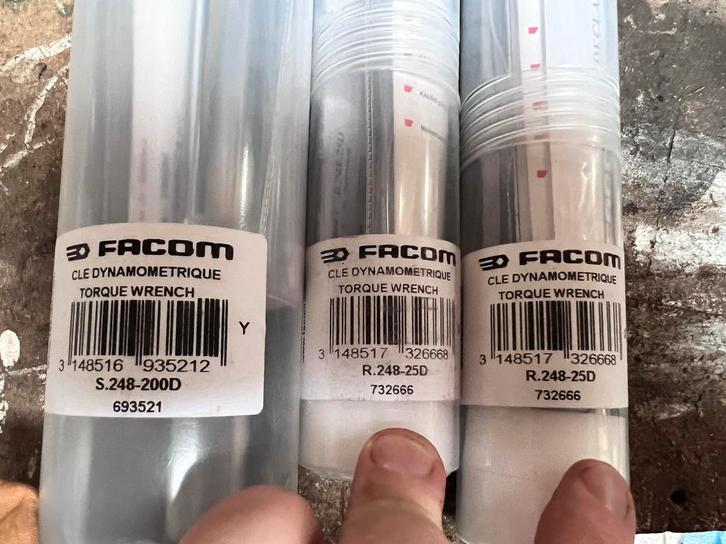 FACOM
CLE DYNAMOMETRIQUE
TORQUE WRENCH
Y
3 148516 935212
S.248-200D
693521
FACOM
CLE DYNAMOMETRIQUE
TORQUE WRENCH
3 148517 326668
R.248-25D
732666
FACOM
CLE DYNAMOMETRIQUE
TORQUE WRENCH
3 148517 326668
R.248-25D
732666